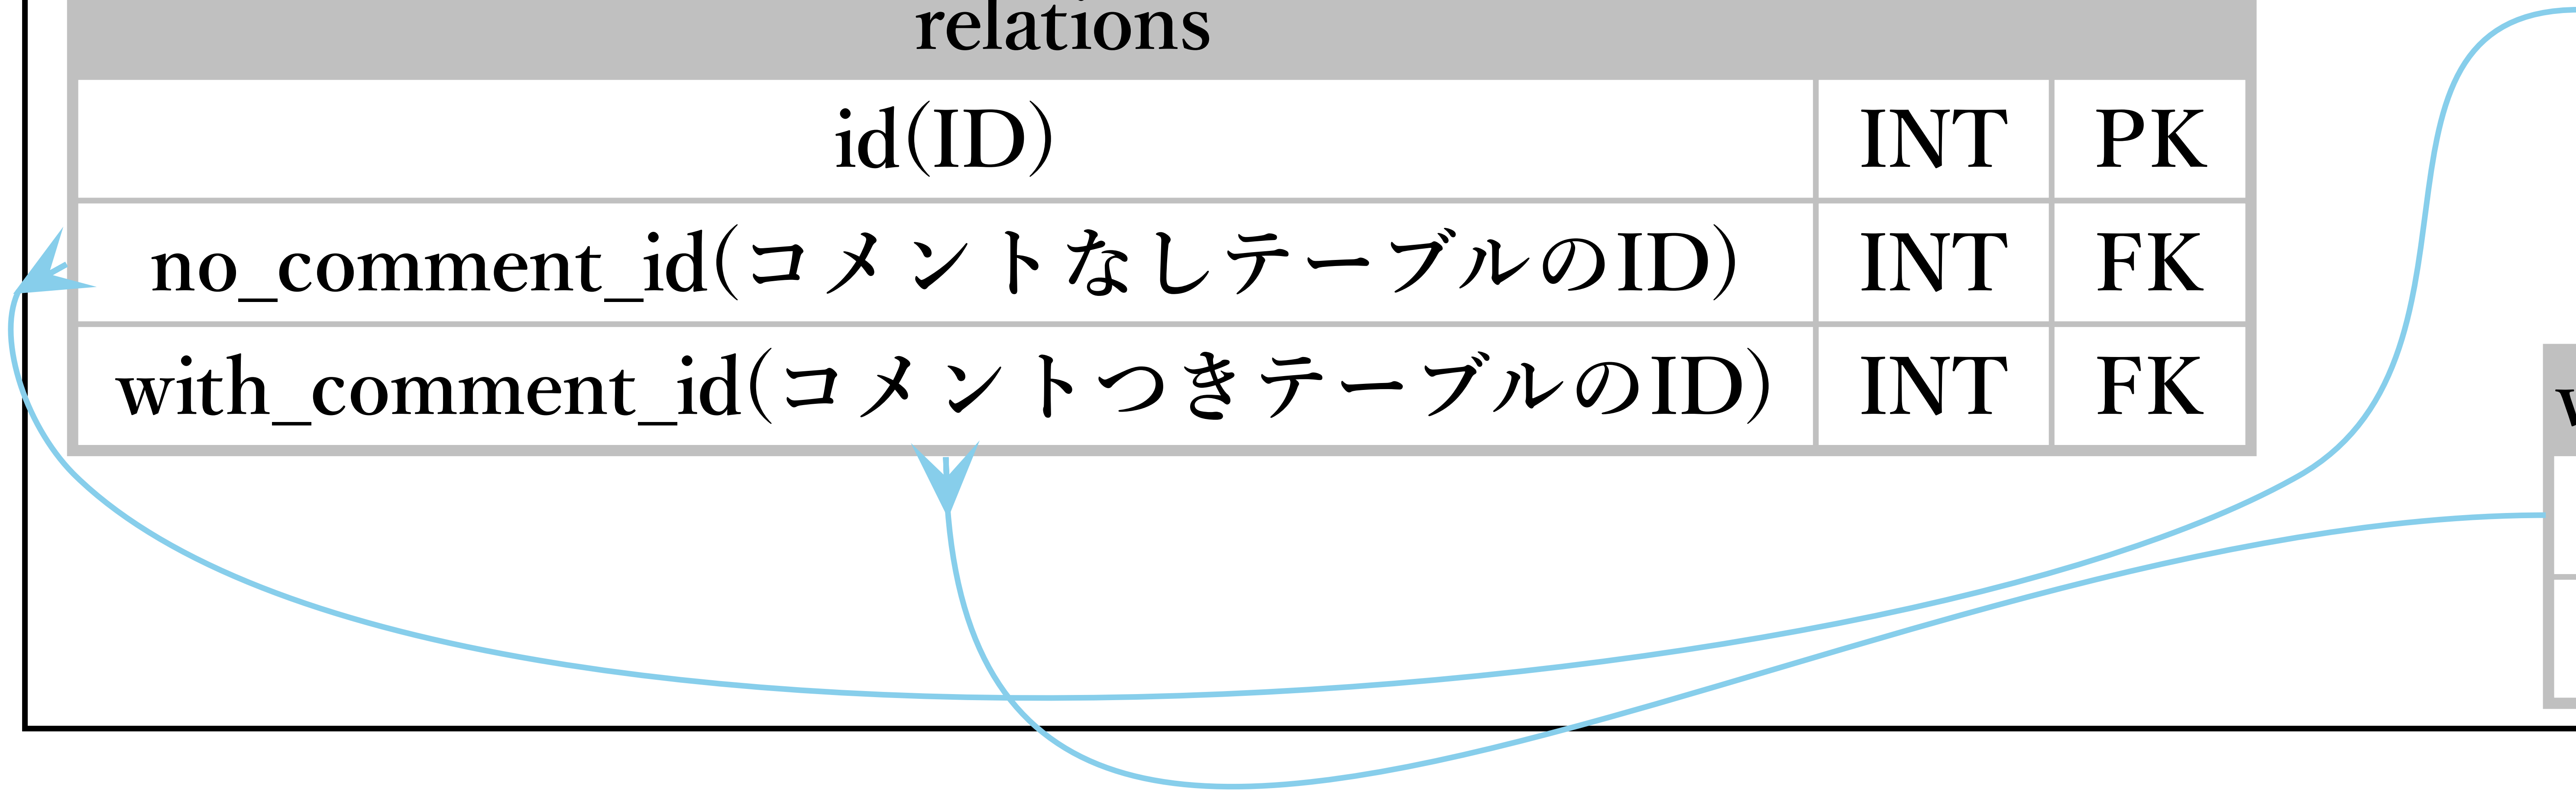 relations
id(ID) INT PK
no_comment_id(コメントなしテーブルのID) INT FK
with_comment_id(コメントつきテーブルのID) INT FK